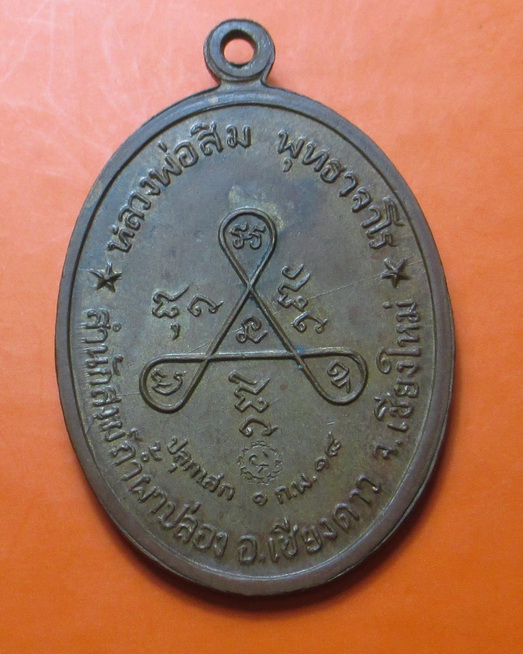 ★ หลวงพ่อสิม พุทธาจาโร ★
ปลุกเสก ๑ ก.พ. ๑๔
สำนักสงฆ์ถ้ำผาปล่อง อ.เชียงดาว จ.เชียงใหม่